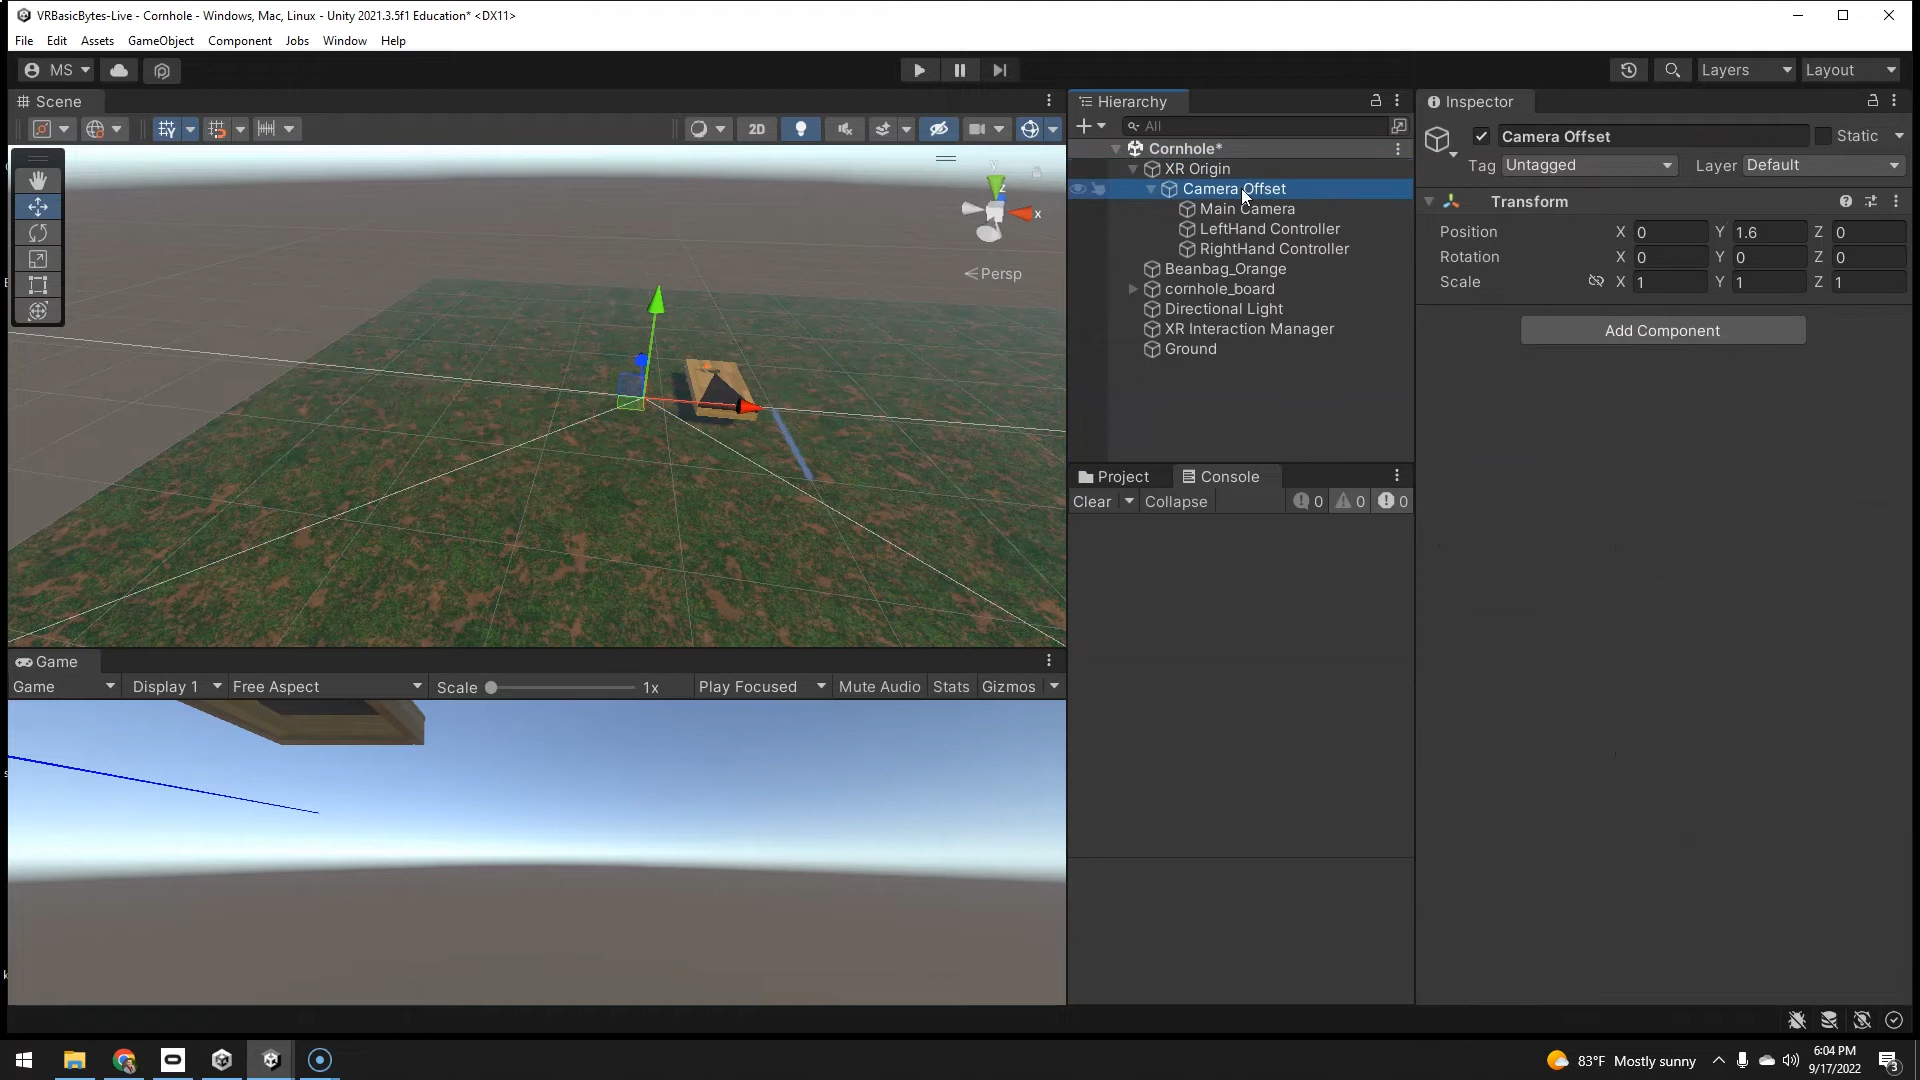 VRBasicBytes-Live - Cornhole - Windows, Mac, Linux - Unity 2021.3.5f1 Education* <DX11>
File Edit Assets GameObject Component Jobs Window Help
MS Layers Layout
Scene
2D
y
z
x
Persp
Hierarchy
All
Cornhole*
XR Origin
Camera Offset
Main Camera
LeftHand Controller
RightHand Controller
Beanbag_Orange
cornhole_board
Directional Light
XR Interaction Manager
Ground
Inspector
Camera Offset Static
Tag Untagged Layer Default
Transform
Position X 0 Y 1.6 Z 0
Rotation X 0 Y 0 Z 0
Scale X 1 Y 1 Z 1
Add Component
Project Console
Clear Collapse 0 0 0
Game
Game Display 1 Free Aspect Scale 1x Play Focused Mute Audio Stats Gizmos
83°F Mostly sunny
6:04 PM
9/17/2022
3